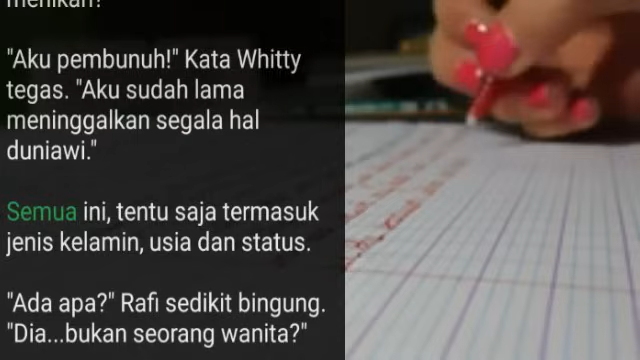 menikah?
"Aku pembunuh!" Kata Whitty
tegas. "Aku sudah lama
meninggalkan segala hal
duniawi."
Semua ini, tentu saja termasuk
jenis kelamin, usia dan status.
"Ada apa?" Rafi sedikit bingung.
"Dia...bukan seorang wanita?"